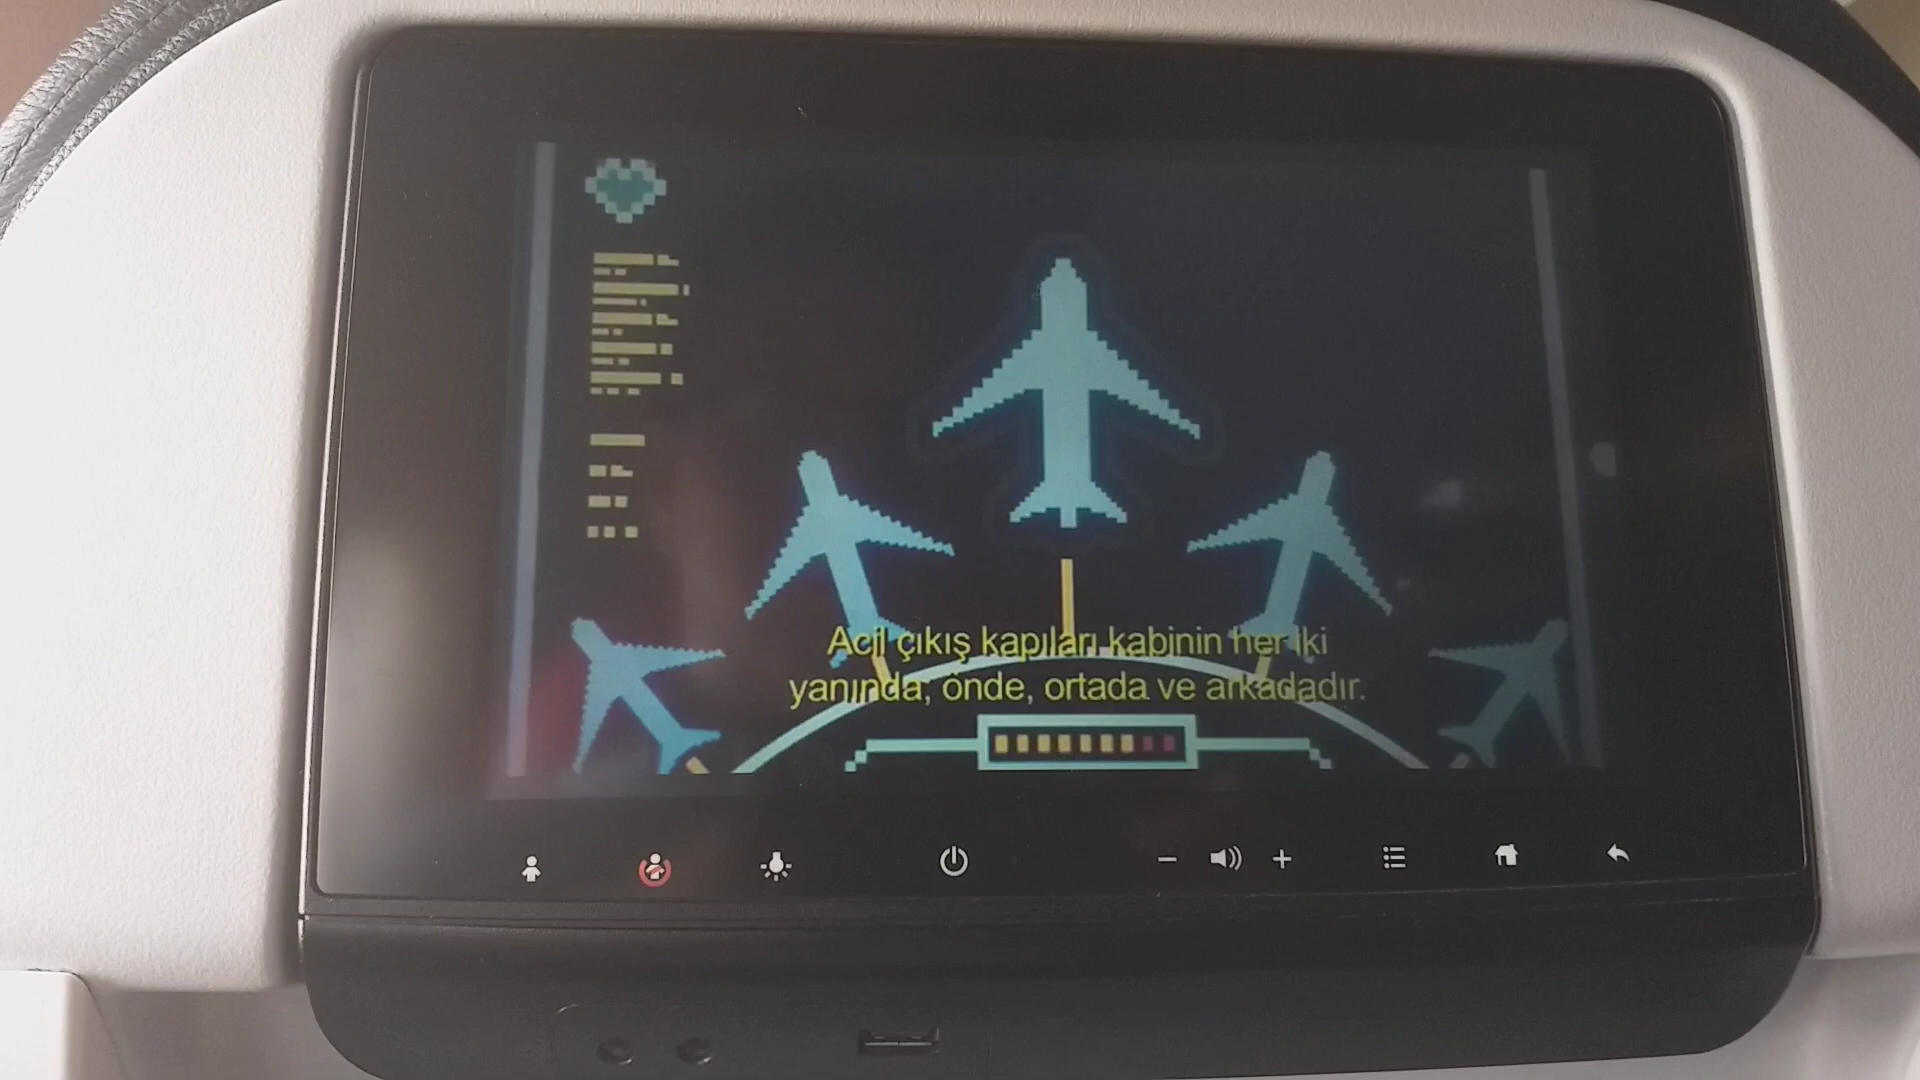 Acil çıkış kapıları kabinin her iki
yanında, önde, ortada ve arkadadır.